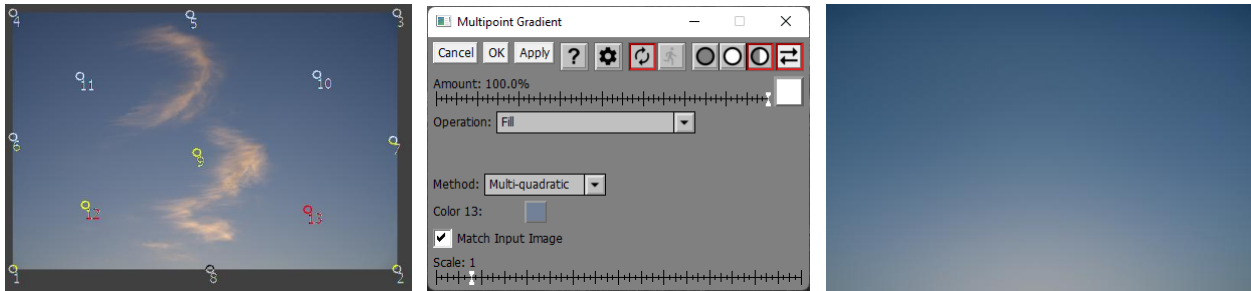 4
5
3
11
10
6
9
7
12
13
1
8
2
Multipoint Gradient
Cancel OK Apply ?
Amount: 100.0%
Operation: Fill
Method: Multi-quadratic
Color 13:
Match Input Image
Scale: 1